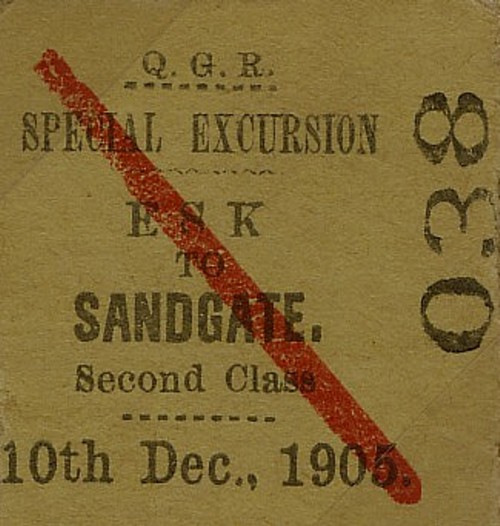 Q. G. R.
SPECIAL EXCURSION
ESK
TO
SANDGATE.
Second Class
10th Dec., 1905.
038